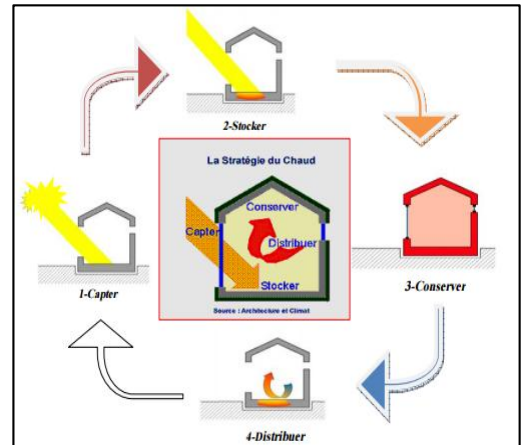 2-Stocker
La Stratégie du Chaud
Conserver
Capter
Distribuer
Stocker
Source : Architecture et Climat
1-Capter
3-Conserver
4-Distribuer